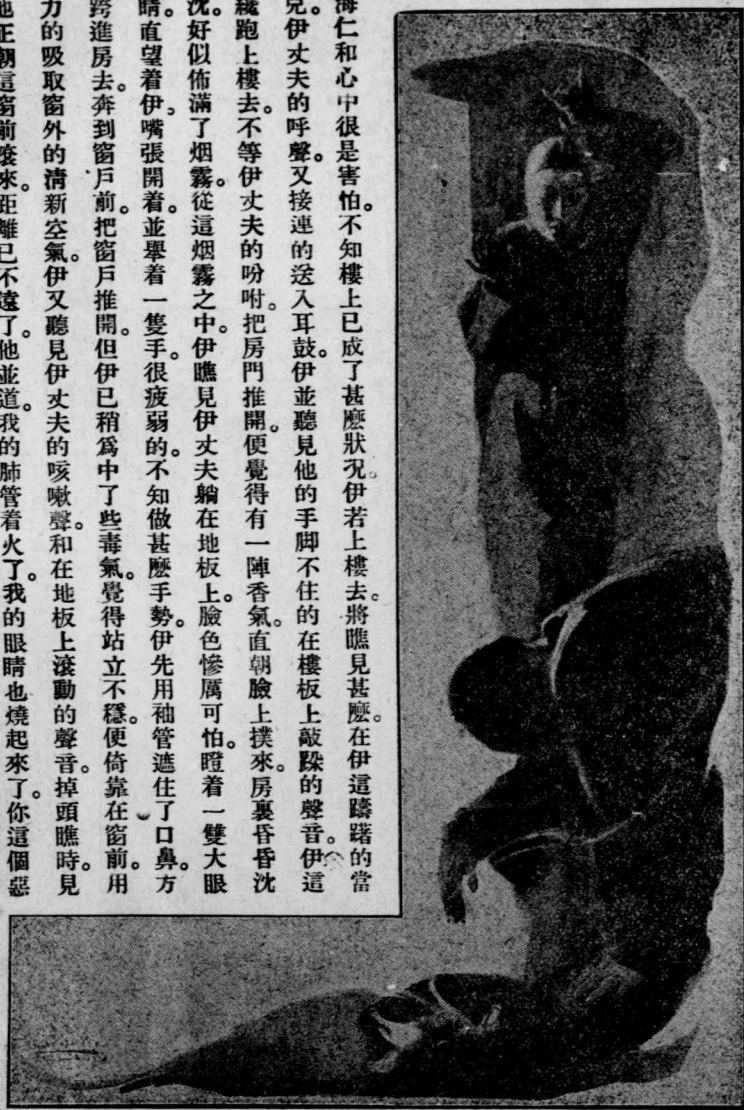 海仁和心中很是害怕。不知樓上已成了甚麽狀况。伊若上樓去。將瞧見甚麽。在伊這躊躇的當
兒。伊丈夫的呼聲。又接連的送入耳鼓。伊並聽見他的手脚不住的在樓板上敲跺的聲音。伊這
纔跑上樓去。不等伊丈夫的吩咐。把房門推開。便覺得有一陣香氣。直朝臉上撲來。房裏昏昏沈
沈。好似佈滿了烟霧。從這烟霧之中。伊瞧見伊丈夫躺在地板上。臉色慘厲可怕。瞪着一雙大眼
睛。直望着伊。嘴張開着。並舉着一隻手。很疲弱的。不知做甚麽手勢。伊先用袖管遮住了口鼻。方
跨進房去。奔到窗戶前。把窗戶推開。但伊已稍爲中了些毒氣。覺得站立不穩。便倚靠在窗前。用
力的吸取窗外的清新空氣。伊又聽見伊丈夫的咳嗽聲。和在地板上滚動的聲音。掉頭瞧時。見
他正朝這窗前滚來。距離已不遠了。他並道。我的肺管着火了。我的眼睛也燒起來了。你這個惡